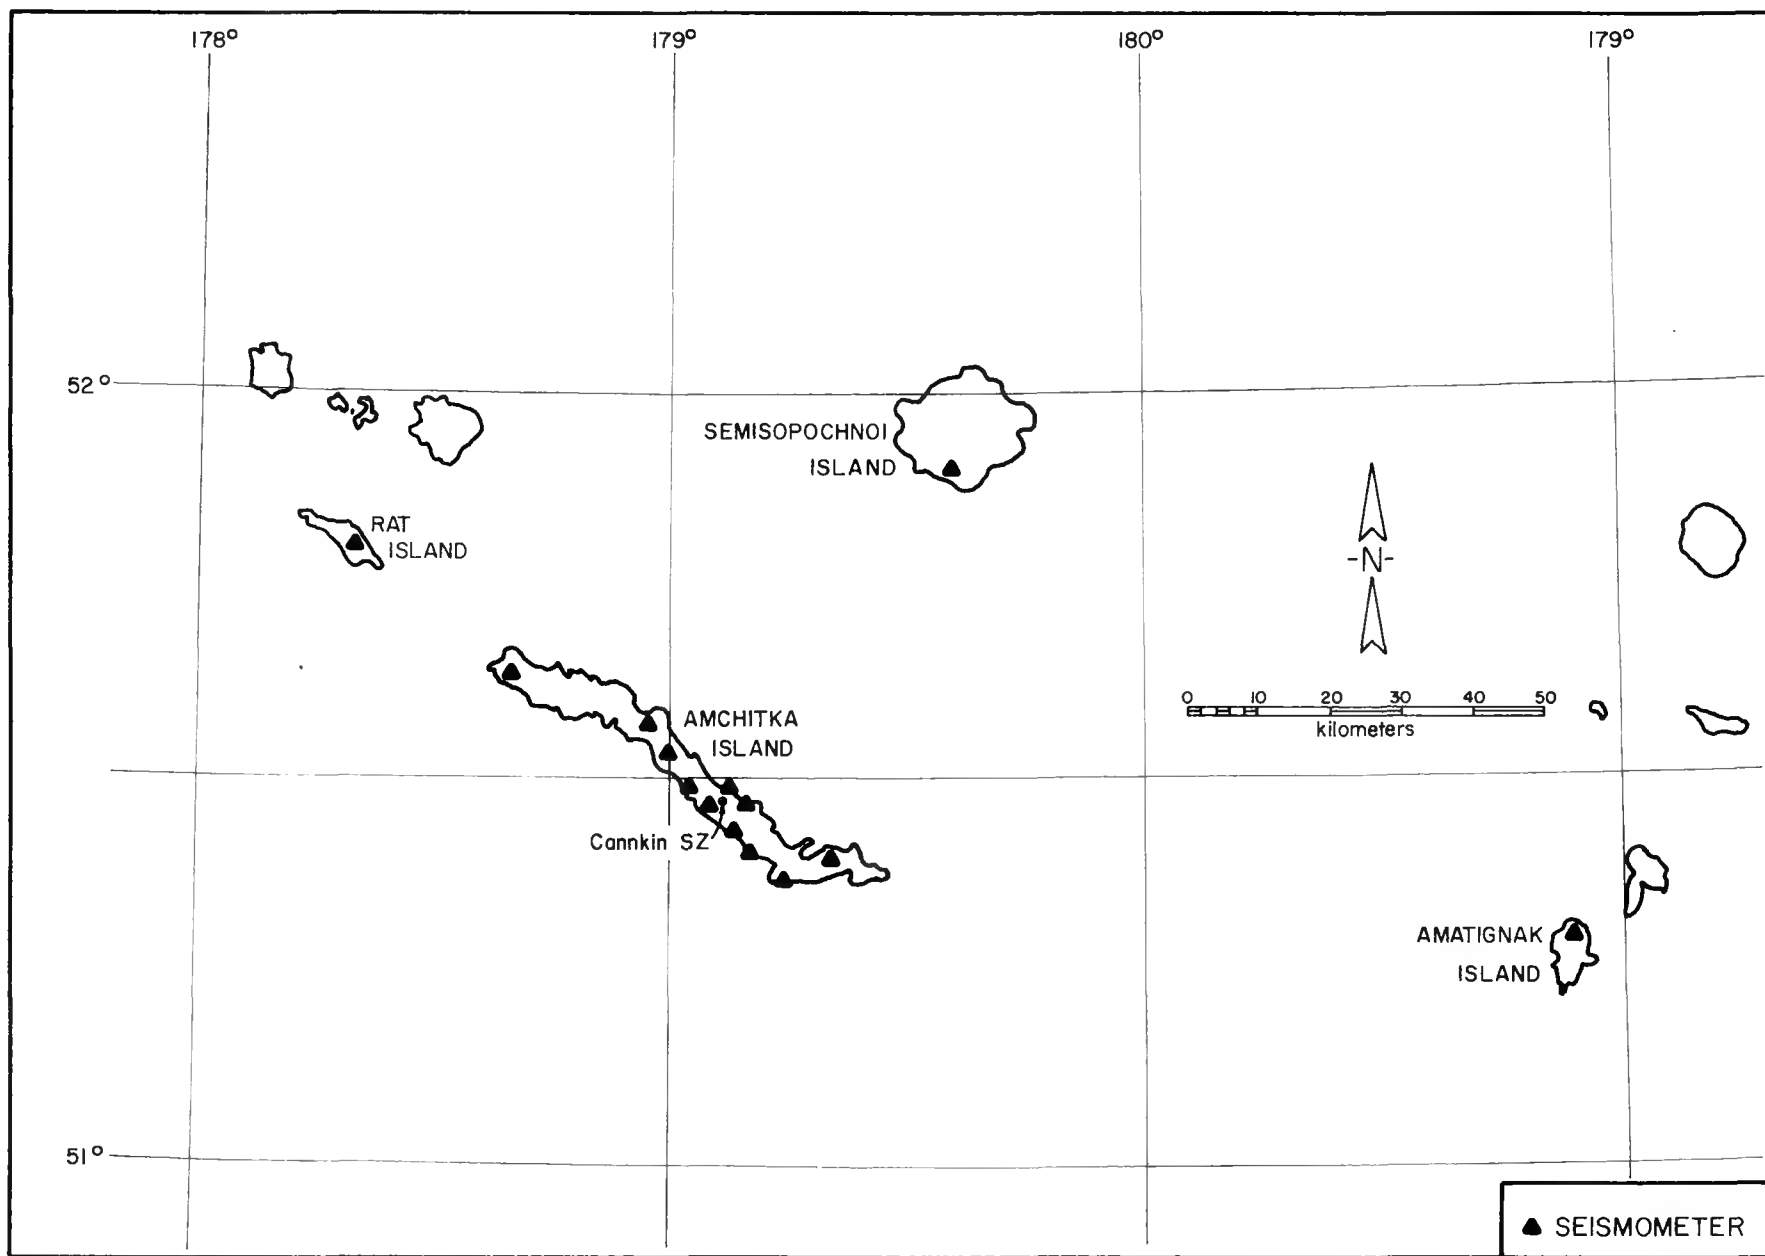 178° 179° 180° 179°
52°
SEMISOPOCHNOI
ISLAND
RAT
ISLAND
-N-
0 10 20 30 40 50
kilometers
AMCHITKA
ISLAND
Cannkin SZ
AMATIGNAK
ISLAND
51°
SEISMOMETER